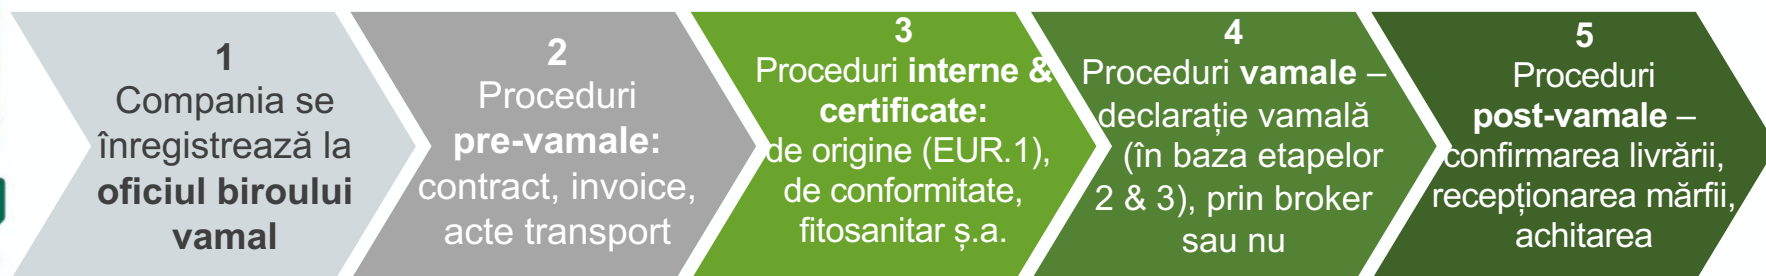 1
Compania se
înregistrează la
oficiul biroului
vamal
2
Proceduri
pre-vamale:
contract, invoice,
acte transport
3
Proceduri interne &
certificate:
de origine (EUR.1),
de conformitate,
fitosanitar ș.a.
4
Proceduri vamale –
declarație vamală
(în baza etapelor
2 & 3), prin broker
sau nu
5
Proceduri
post-vamale –
confirmarea livrării,
recepționarea mărfii,
achitarea